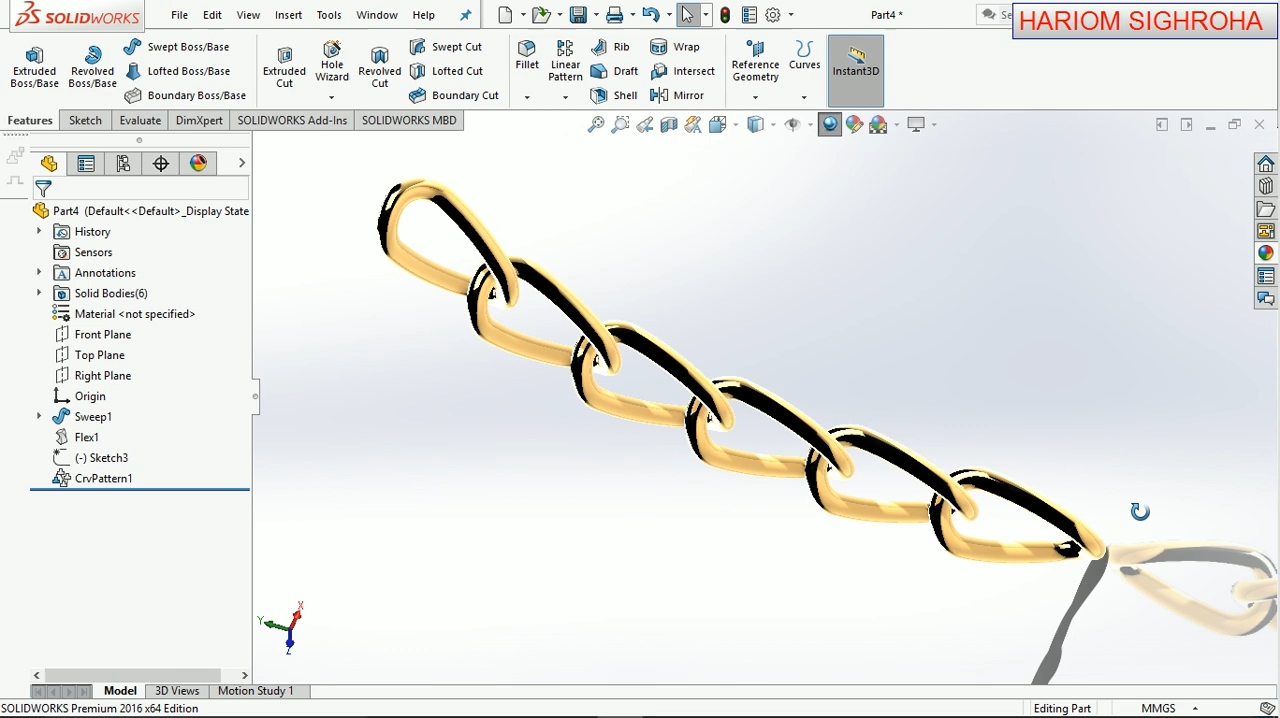 SOLIDWORKS File Edit View Insert Tools Window Help Part4 * HARIOM SIGHROHA
Extruded Boss/Base
Revolved Boss/Base
Swept Boss/Base
Lofted Boss/Base
Boundary Boss/Base
Extruded Cut
Hole Wizard
Revolved Cut
Swept Cut
Lofted Cut
Boundary Cut
Fillet
Linear Pattern
Rib
Draft
Shell
Wrap
Intersect
Mirror
Reference Geometry
Curves
Instant3D
Features Sketch Evaluate DimXpert SOLIDWORKS Add-Ins SOLIDWORKS MBD
Part4 (Default<<Default>_Display State
History
Sensors
Annotations
Solid Bodies(6)
Material <not specified>
Front Plane
Top Plane
Right Plane
Origin
Sweep1
Flex1
(-) Sketch3
CrvPattern1
X
Y
Z
Model 3D Views Motion Study 1
SOLIDWORKS Premium 2016 x64 Edition Editing Part MMGS